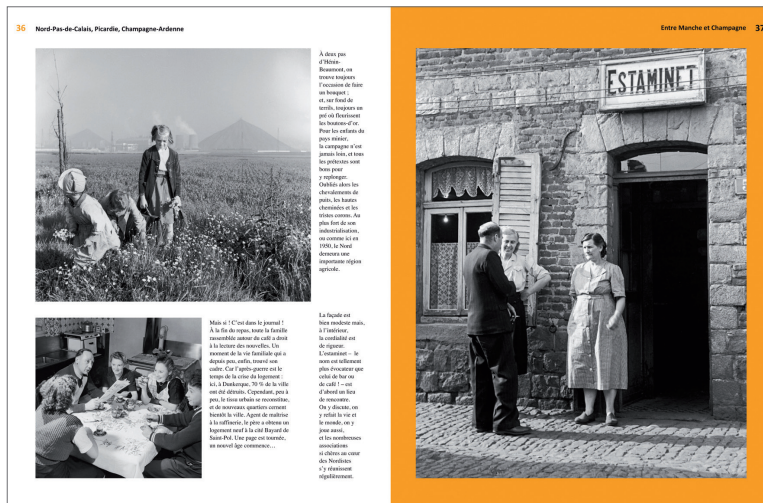 36 Nord-Pas-de-Calais, Picardie, Champagne-Ardenne
À deux pas
d’Hénin-
Beaumont, on
trouve toujours
l’occasion de faire
un bouquet ;
et, sur fond de
terrils, toujours un
pré où fleurissent
les boutons-d’or.
Pour les enfants du
pays minier,
la campagne n’est
jamais loin, et tous
les prétextes sont
bons pour
y replonger.
Oubliés alors les
chevalements de
puits, les hautes
cheminées et les
tristes corons. Au
plus fort de son
industrialisation,
ou comme ici en
1950, le Nord
demeura une
importante région
agricole.
Mais si ! C’est dans le journal !
À la fin du repas, toute la famille
rassemblée autour du café a droit
à la lecture des nouvelles. Un
moment de la vie familiale qui a
depuis peu, enfin, trouvé son
cadre. Car l’après-guerre est le
temps de la crise du logement :
ici, à Dunkerque, 70 % de la ville
ont été détruits. Cependant, peu à
peu, le tissu urbain se reconstitue,
et de nouveaux quartiers cernent
bientôt la ville. Agent de maîtrise
à la raffinerie, le père a obtenu un
logement neuf à la cité Bayard de
Saint-Pol. Une page est tournée,
un nouvel âge commence…
La façade est
bien modeste mais,
à l’intérieur,
la cordialité est
de rigueur.
L’estaminet – le
nom est tellement
plus évocateur que
celui de bar ou
de café ! – est
d’abord un lieu
de rencontre.
On y discute, on
y refait la vie et
le monde, on y
joue aussi,
et les nombreuses
associations
si chères au cœur
des Nordistes
s’y réunissent
régulièrement.
Entre Manche et Champagne 37
ESTAMINET